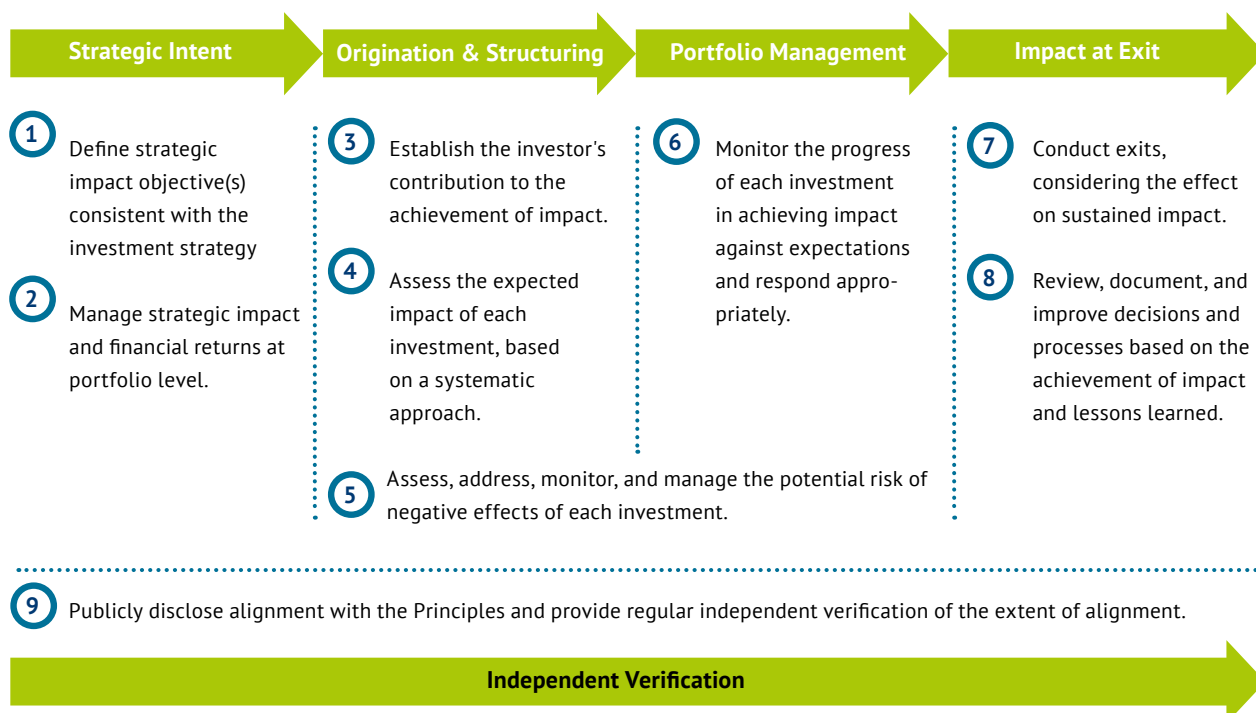 Strategic Intent
Origination & Structuring
Portfolio Management
Impact at Exit
1
Define strategic
impact objective(s)
consistent with the
investment strategy
2
Manage strategic impact
and financial returns at
portfolio level.
3
Establish the investor's
contribution to the
achievement of impact.
4
Assess the expected
impact of each
investment, based
on a systematic
approach.
6
Monitor the progress
of each investment
in achieving impact
against expectations
and respond appro-
priately.
5
Assess, address, monitor, and manage the potential risk of
negative effects of each investment.
7
Conduct exits,
considering the effect
on sustained impact.
8
Review, document, and
improve decisions and
processes based on the
achievement of impact
and lessons learned.
9
Publicly disclose alignment with the Principles and provide regular independent verification of the extent of alignment.
Independent Verification